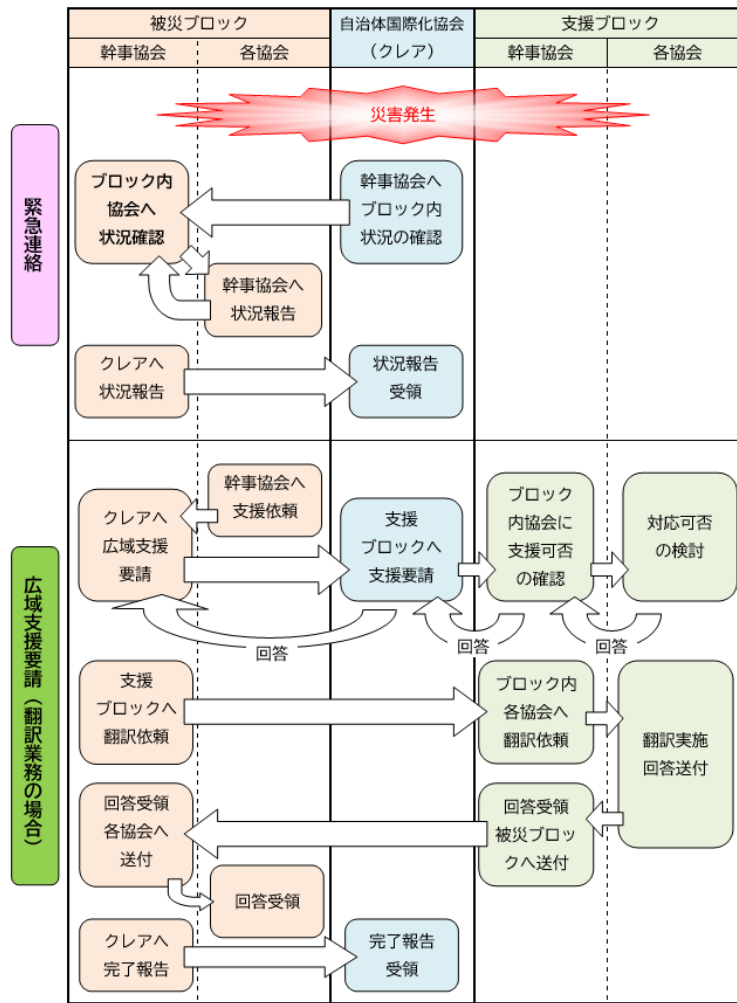 被災ブロック
自治体国際化協会
（クレア）
支援ブロック
幹事協会
各協会
幹事協会
各協会
災害発生
緊急連絡
ブロック内
協会へ
状況確認
幹事協会へ
ブロック内
状況の確認
幹事協会へ
状況報告
クレアへ
状況報告
状況報告
受領
広域支援要請（翻訳業務の場合）
幹事協会へ
支援依頼
クレアへ
広域支援
要請
支援
ブロックへ
支援要請
ブロック
内協会に
支援可否
の確認
対応可否
の検討
回答
回答
回答
支援
ブロックへ
翻訳依頼
ブロック内
各協会へ
翻訳依頼
翻訳実施
回答送付
回答受領
各協会へ
送付
回答受領
被災ブロッ
クへ送付
回答受領
クレアへ
完了報告
完了報告
受領